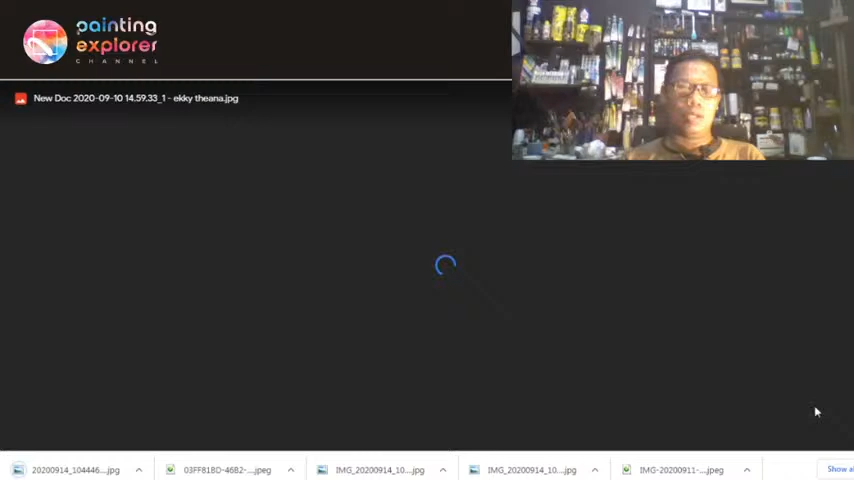 painting
explorer
CHANNEL
New Doc 2020-09-10 14.59.33_1 - ekky theana.jpg
20200914_104446....jpg
03FF81BD-46B2-....jpeg
IMG_20200914_10....jpg
IMG_20200914_10....jpg
IMG-20200911-....jpeg
Show al